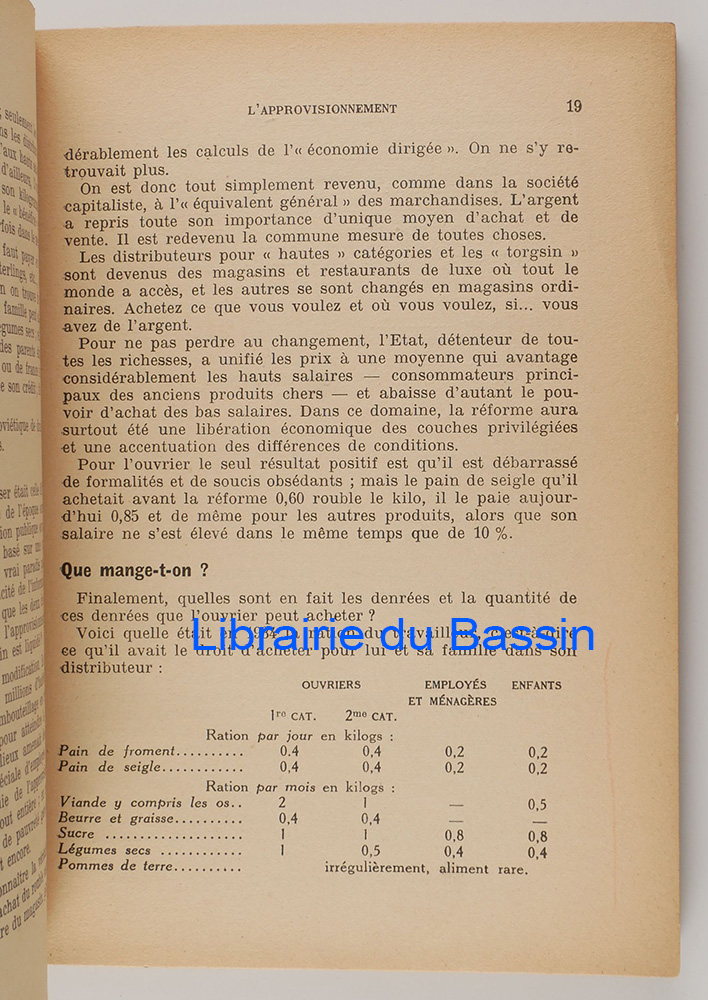 L'APPROVISIONNEMENT 19
dérablement les calculs de l'« économie dirigée ». On ne s'y re-
trouvait plus.
On est donc tout simplement revenu, comme dans la société
capitaliste, à l'« équivalent général » des marchandises. L'argent
a repris toute son importance d'unique moyen d'achat et de
vente. Il est redevenu la commune mesure de toutes choses.
Les distributeurs pour « hautes » catégories et les « torgsin »
sont devenus des magasins et restaurants de luxe où tout le
monde a accès, et les autres se sont changés en magasins ordi-
naires. Achetez ce que vous voulez et où vous voulez, si... vous
avez de l'argent.
Pour ne pas perdre au changement, l'Etat, détenteur de tou-
tes les richesses, a unifié les prix à une moyenne qui avantage
considérablement les hauts salaires — consommateurs princi-
paux des anciens produits chers — et abaisse d'autant le pou-
voir d'achat des bas salaires. Dans ce domaine, la réforme aura
surtout été une libération économique des couches privilégiées
et une accentuation des différences de conditions.
Pour l'ouvrier le seul résultat positif est qu'il est débarrassé
de formalités et de soucis obsédants ; mais le pain de seigle qu'il
achetait avant la réforme 0,60 rouble le kilo, il le paie aujour-
d'hui 0,85 et de même pour les autres produits, alors que son
salaire ne s'est élevé dans le même temps que de 10 %.
Que mange-t-on ?
Finalement, quelles sont en fait les denrées et la quantité de
ces denrées que l'ouvrier peut acheter ?
Voici quelle était en 1934 la ration du travailleur, c'est-à-dire
Librairie du Bassin
ce qu'il avait le droit d'acheter pour lui et sa famille dans son
distributeur :
OUVRIERS EMPLOYÉS ENFANTS
ET MÉNAGÈRES
1re CAT. 2me CAT.
Ration par jour en kilogs :
Pain de froment.......... 0.4 0,4 0,2 0,2
Pain de seigle............ 0,4 0,4 0,2 0,2
Ration par mois en kilogs :
Viande y compris les os.. 2 1 — 0,5
Beurre et graisse.......... 0,4 0,4 — —
Sucre .................... 1 1 0,8 0,8
Légumes secs ............ 1 0,5 0,4 0,4
Pommes de terre.......... irrégulièrement, aliment rare.